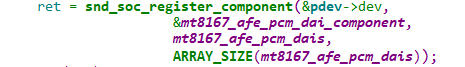 ret = snd_soc_register_component(&pdev->dev,
&mt8167_afe_pcm_dai_component,
mt8167_afe_pcm_dais,
ARRAY_SIZE(mt8167_afe_pcm_dais));